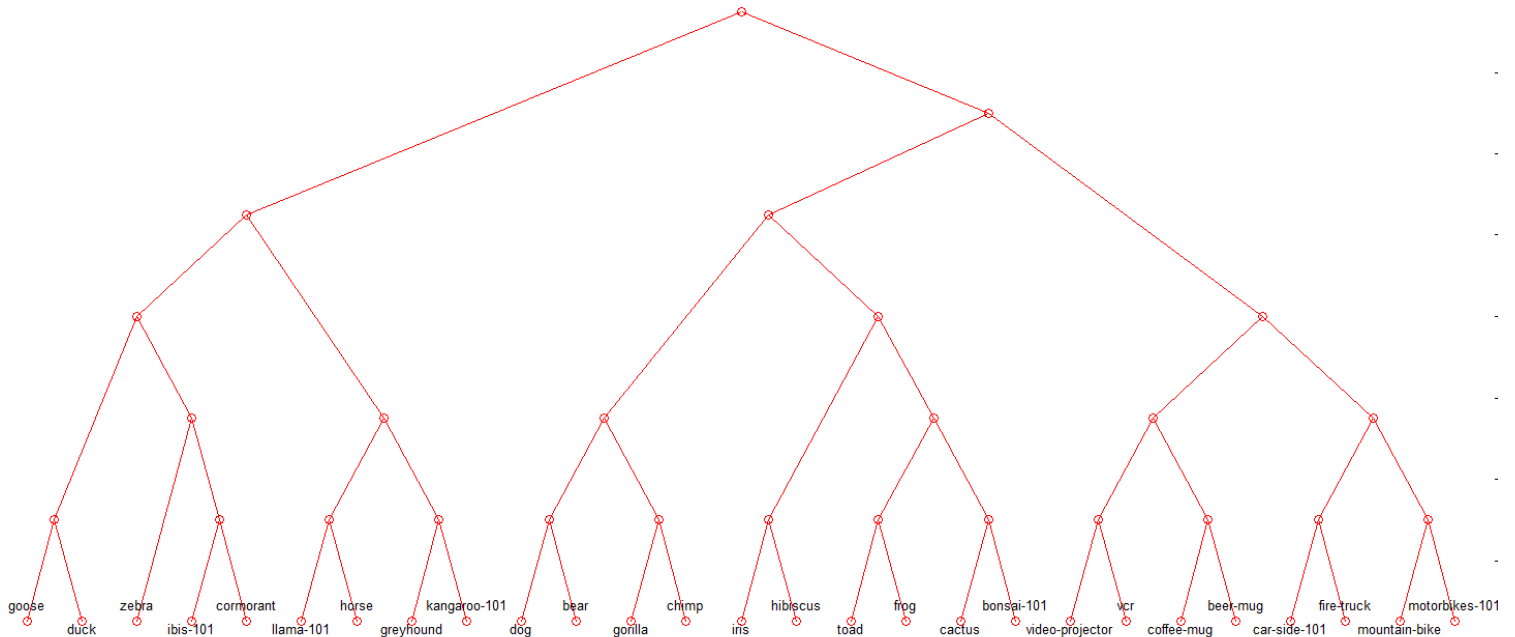 goose zebra cormorant horse kangaroo-101 bear chimp hibiscus frog bonsai-101 vcr beer-mug fire-truck motorbikes-101
duck ibis-101 llama-101 greyhound dog gorilla iris toad cactus video-projector coffee-mug car-side-101 mountain-bike